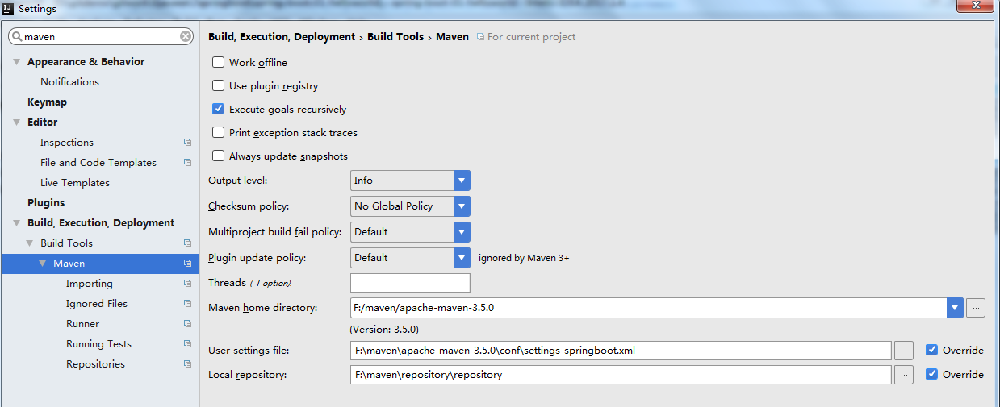 Settings
maven
Appearance & Behavior
Notifications
Keymap
Editor
Inspections
File and Code Templates
Live Templates
Plugins
Build, Execution, Deployment
Build Tools
Maven
Importing
Ignored Files
Runner
Running Tests
Repositories
Build, Execution, Deployment › Build Tools › Maven For current project
Work offline
Use plugin registry
Execute goals recursively
Print exception stack traces
Always update snapshots
Output level: Info
Checksum policy: No Global Policy
Multiproject build fail policy: Default
Plugin update policy: Default ignored by Maven 3+
Threads (-T option).
Maven home directory: F:/maven/apache-maven-3.5.0 ...
(Version: 3.5.0)
User settings file: F:\maven\apache-maven-3.5.0\conf\settings-springboot.xml ... Override
Local repository: F:\maven\repository\repository ... Override